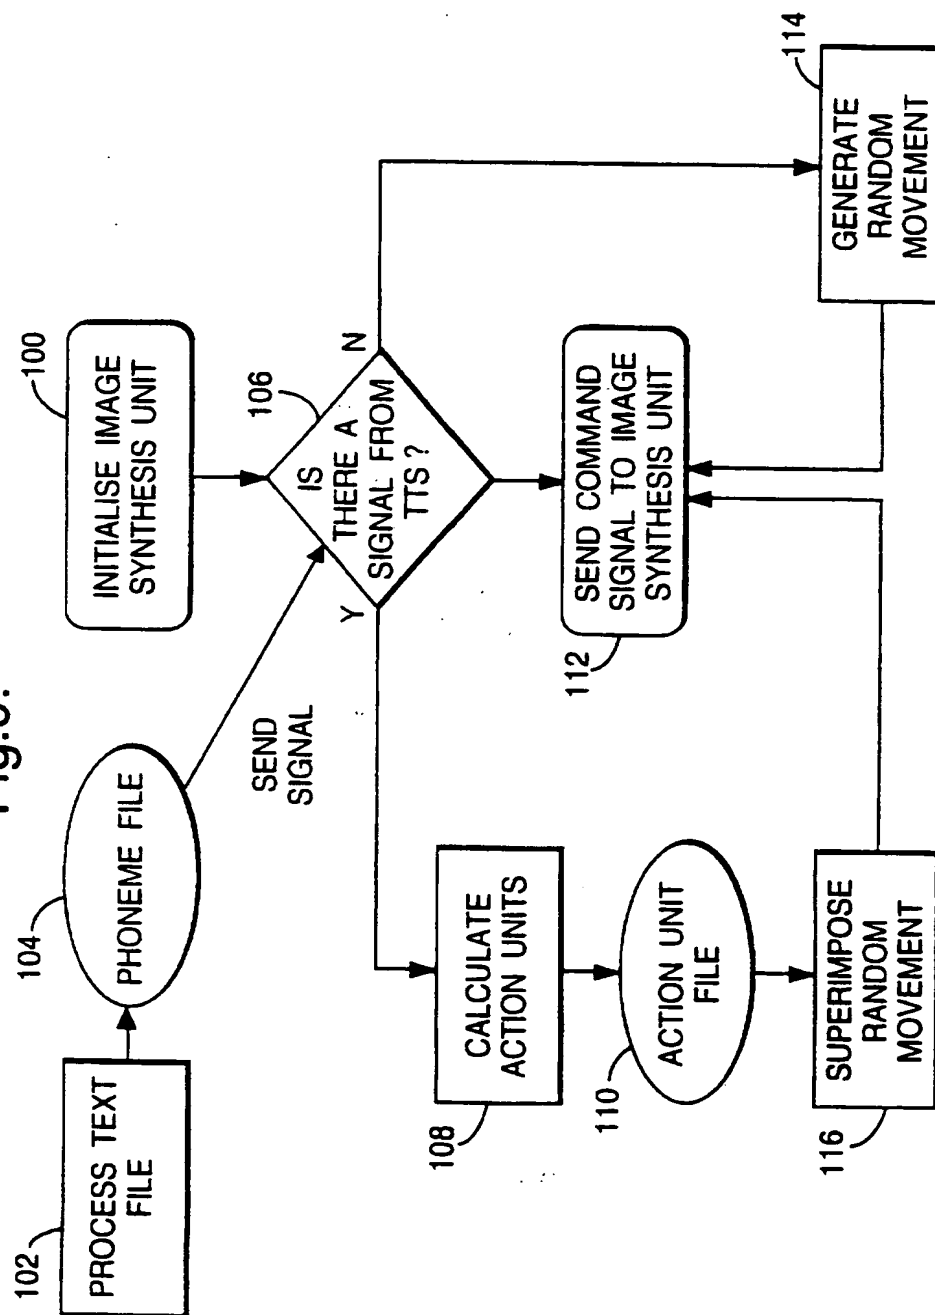 102
PROCESS TEXT
FILE
104
PHONEME FILE
100
INITIALISE IMAGE
SYNTHESIS UNIT
SEND
SIGNAL
106
IS
THERE A
SIGNAL FROM
TTS?
Y
N
108
CALCULATE
ACTION UNITS
110
ACTION UNIT
FILE
112
SEND COMMAND
SIGNAL TO IMAGE
SYNTHESIS UNIT
116
SUPERIMPOSE
RANDOM
MOVEMENT
114
GENERATE
RANDOM
MOVEMENT